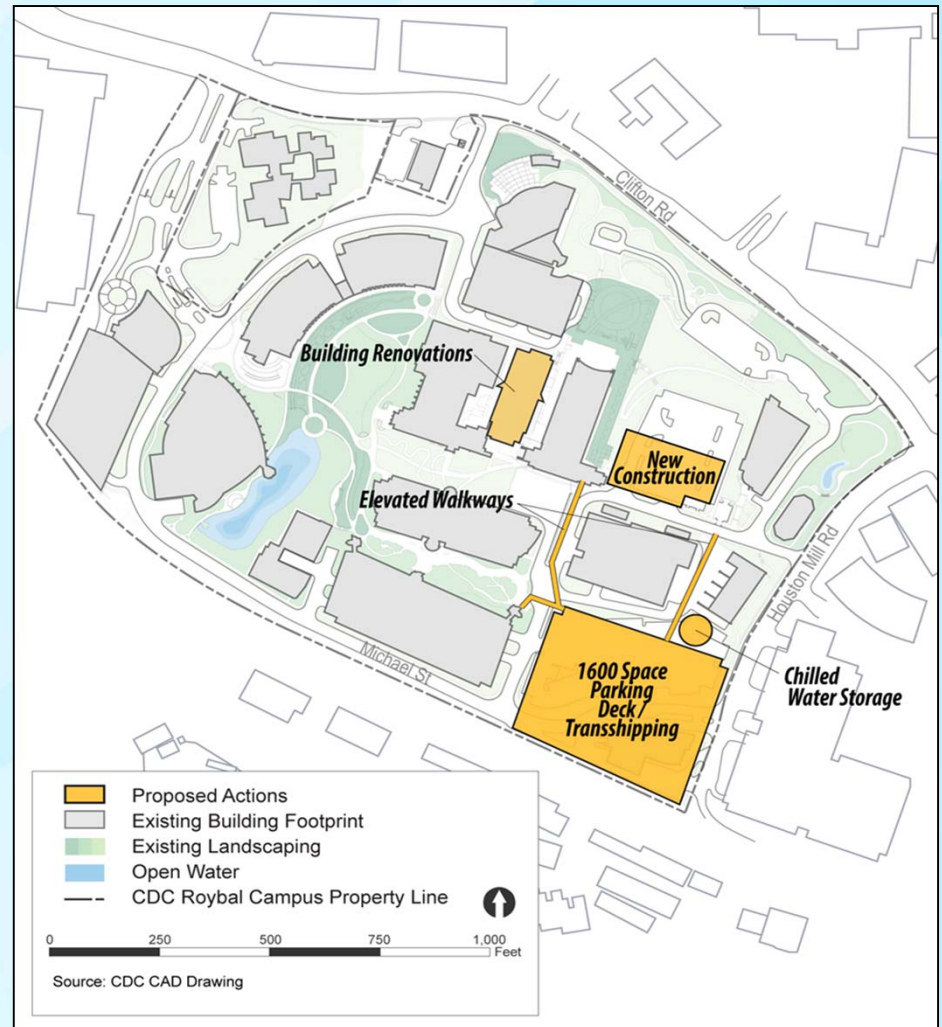 Clifton Rd
Building Renovations
New
Construction
Elevated Walkways
Houston Mill Rd
Michael St
1600 Space
Parking
Deck /
Transshipping
Chilled
Water Storage
Proposed Actions
Existing Building Footprint
Existing Landscaping
Open Water
CDC Roybal Campus Property Line
0 250 500 750 1,000
Feet
Source: CDC CAD Drawing